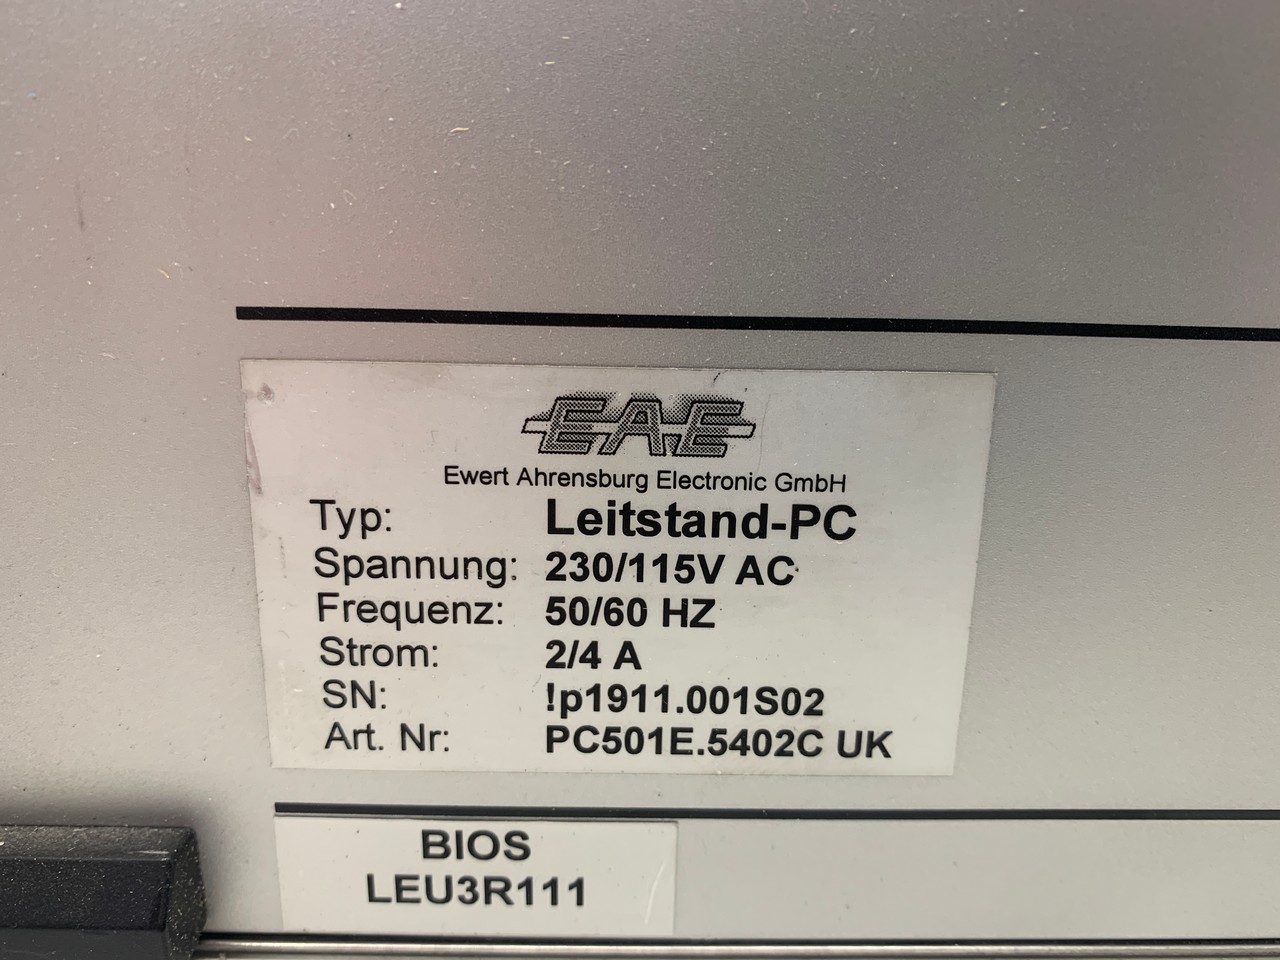 EAE
Ewert Ahrensburg Electronic GmbH
Typ: Leitstand-PC
Spannung: 230/115V AC
Frequenz: 50/60 HZ
Strom: 2/4 A
SN: !p1911.001S02
Art. Nr: PC501E.5402C UK
BIOS
LEU3R111